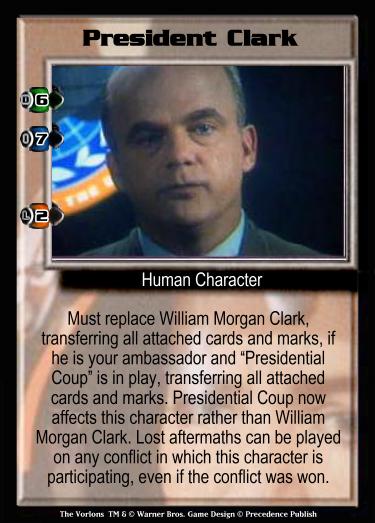 President Clark
D 6
I 7
L 2
THE
Human Character
Must replace William Morgan Clark,
transferring all attached cards and marks, if
he is your ambassador and “Presidential
Coup” is in play, transferring all attached
cards and marks. Presidential Coup now
affects this character rather than William
Morgan Clark. Lost aftermaths can be played
on any conflict in which this character is
participating, even if the conflict was won.
The Vorlons TM & © Warner Bros. Game Design © Precedence Publish